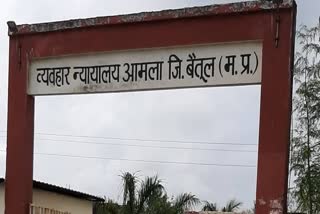 व्यवहार न्यायालय आमला जि. बैतूल (म. प्र.)